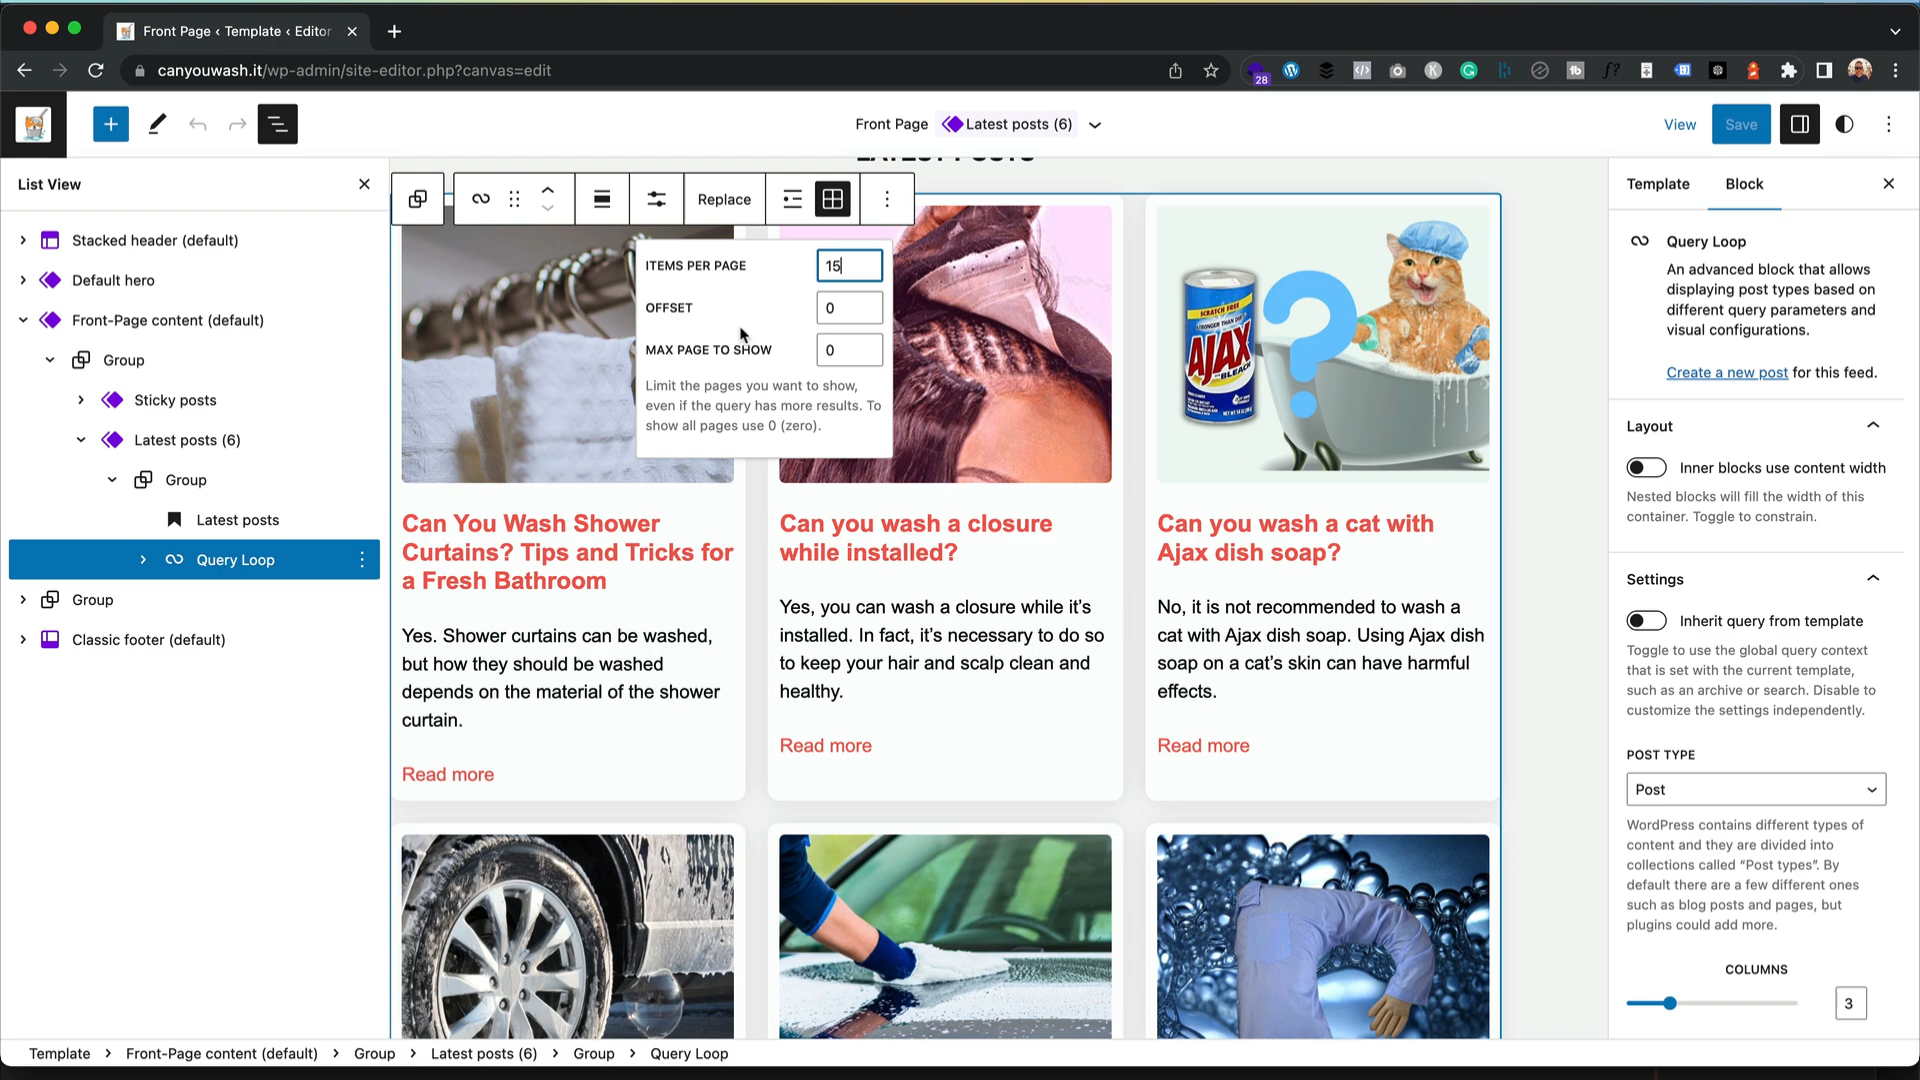 Front Page ‹ Template ‹ Editor
canyouwash.it/wp-admin/site-editor.php?canvas=edit
28
Front Page
Latest posts (6)
View
Save
List View
Stacked header (default)
Default hero
Front-Page content (default)
Group
Sticky posts
Latest posts (6)
Group
Latest posts
Query Loop
Group
Classic footer (default)
LATEST POSTS
Replace
ITEMS PER PAGE
15
OFFSET
0
MAX PAGE TO SHOW
0
Limit the pages you want to show,
even if the query has more results. To
show all pages use 0 (zero).
SCRATCH FREE
STRONGER THAN DIRT
AJAX
WITH BLEACH
Can You Wash Shower
Curtains? Tips and Tricks for
a Fresh Bathroom
Yes. Shower curtains can be washed,
but how they should be washed
depends on the material of the shower
curtain.
Read more
Can you wash a closure
while installed?
Yes, you can wash a closure while it’s
installed. In fact, it’s necessary to do so
to keep your hair and scalp clean and
healthy.
Read more
?
Can you wash a cat with
Ajax dish soap?
No, it is not recommended to wash a
cat with Ajax dish soap. Using Ajax dish
soap on a cat’s skin can have harmful
effects.
Read more
Template
Block
Query Loop
An advanced block that allows
displaying post types based on
different query parameters and
visual configurations.
Create a new post for this feed.
Layout
Inner blocks use content width
Nested blocks will fill the width of this
container. Toggle to constrain.
Settings
Inherit query from template
Toggle to use the global query context
that is set with the current template,
such as an archive or search. Disable to
customize the settings independently.
POST TYPE
Post
WordPress contains different types of
content and they are divided into
collections called “Post types”. By
default there are a few different ones
such as blog posts and pages, but
plugins could add more.
COLUMNS
3
Template > Front-Page content (default) > Group > Latest posts (6) > Group > Query Loop